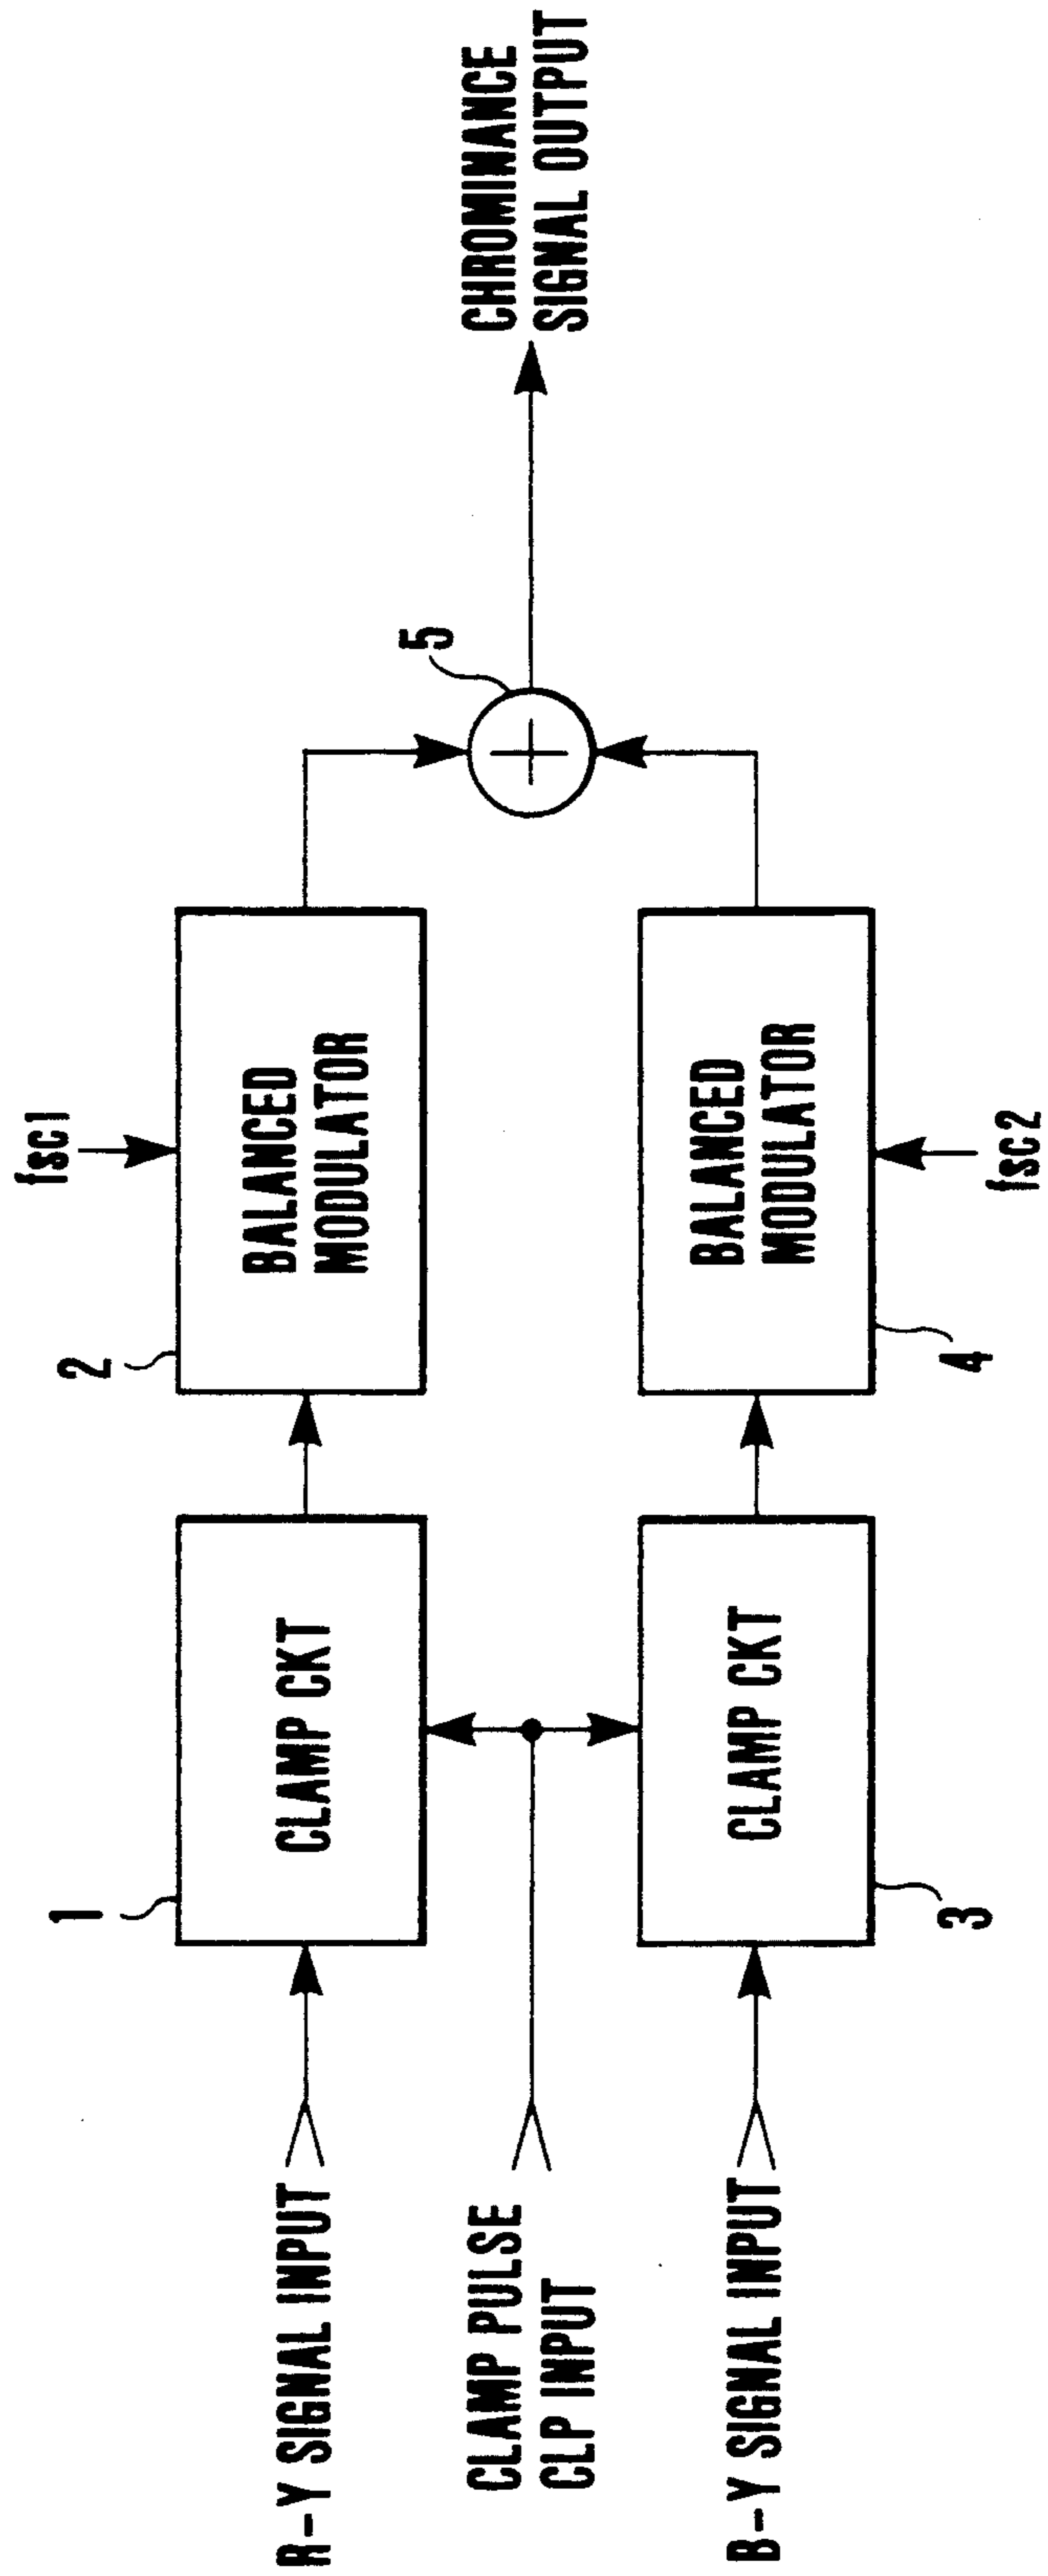 R-Y SIGNAL INPUT
1
CLAMP CKT
2
BALANCED
MODULATOR
fsc1
CLAMP PULSE
CLP INPUT
5
CHROMINANCE
SIGNAL OUTPUT
B-Y SIGNAL INPUT
3
CLAMP CKT
4
BALANCED
MODULATOR
fsc2